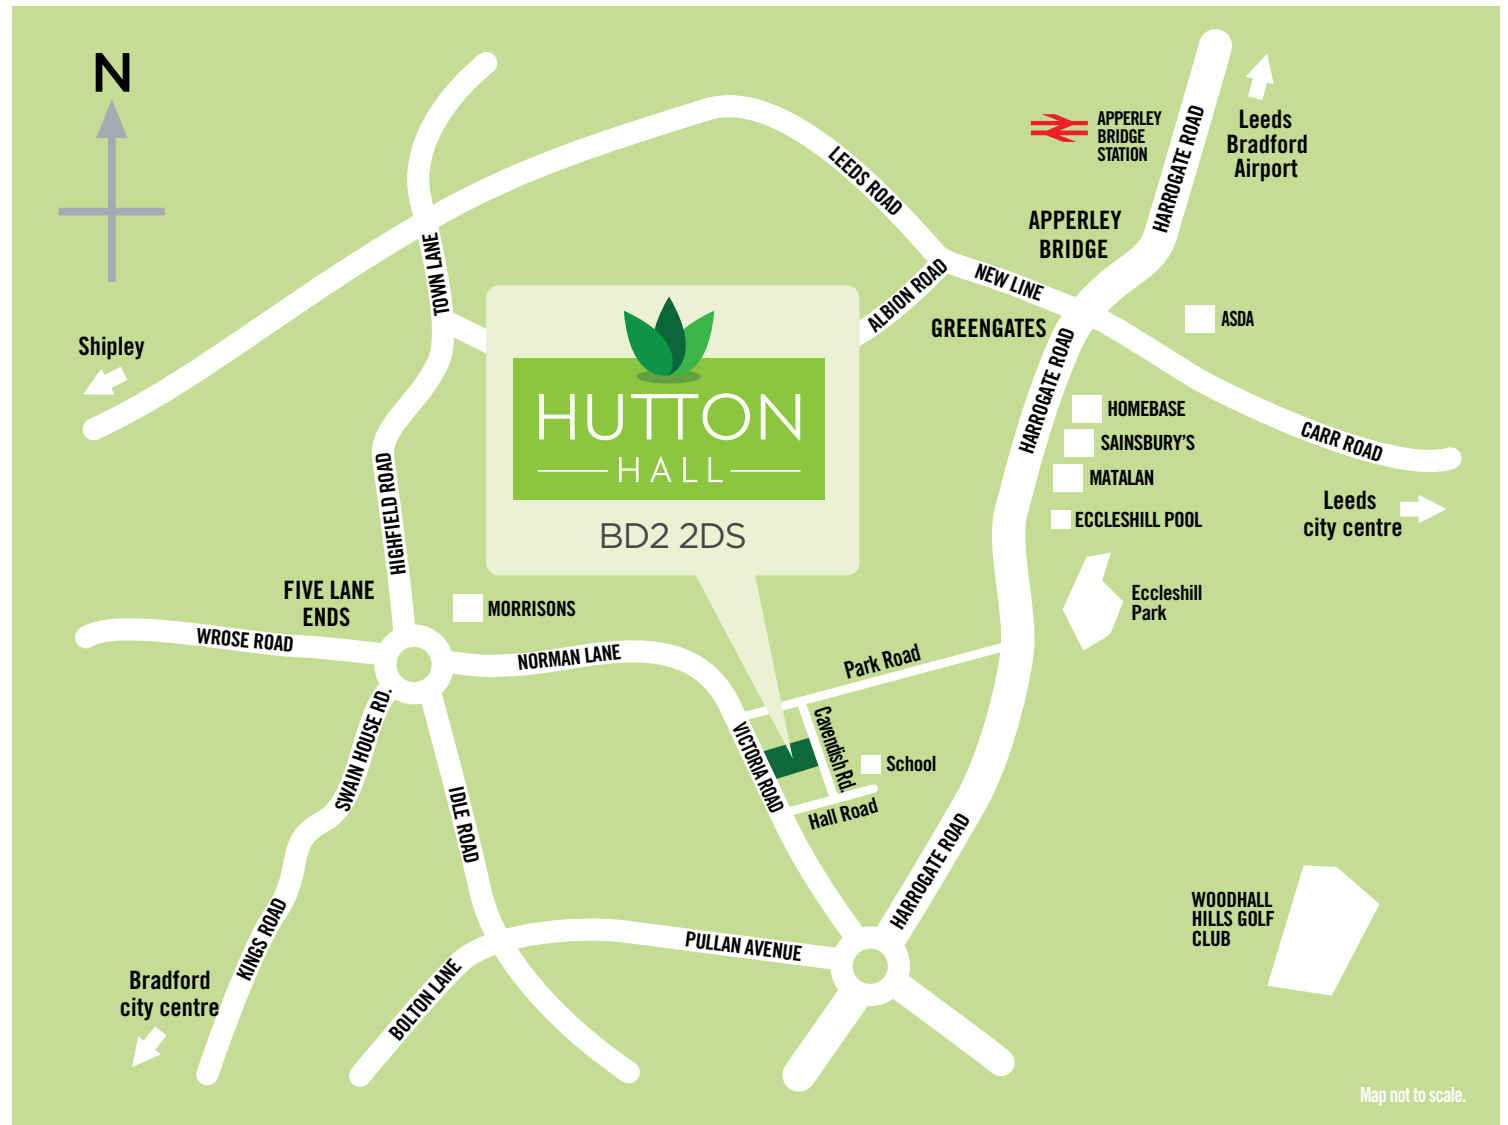 N
APPERLEY
BRIDGE
STATION
Leeds
Bradford
Airport
HARROGATE ROAD
LEEDS ROAD
APPERLEY
BRIDGE
TOWN LANE
ALBION ROAD
NEW LINE
GREENGATES
ASDA
Shipley
HUTTON
HALL
BD2 2DS
HARROGATE ROAD
HOMEBASE
SAINSBURY'S
MATALAN
ECCLESHILL POOL
CARR ROAD
Leeds
city centre
HIGHFIELD ROAD
FIVE LANE
ENDS
MORRISONS
Eccleshill
Park
WROSE ROAD
NORMAN LANE
Park Road
SWAIN HOUSE RD.
VICTORIA ROAD
Cavendish Rd.
School
Hall Road
IDLE ROAD
HARROGATE ROAD
KINGS ROAD
WOODHALL
HILLS GOLF
CLUB
PULLAN AVENUE
BOLTON LANE
Bradford
city centre
Map not to scale.